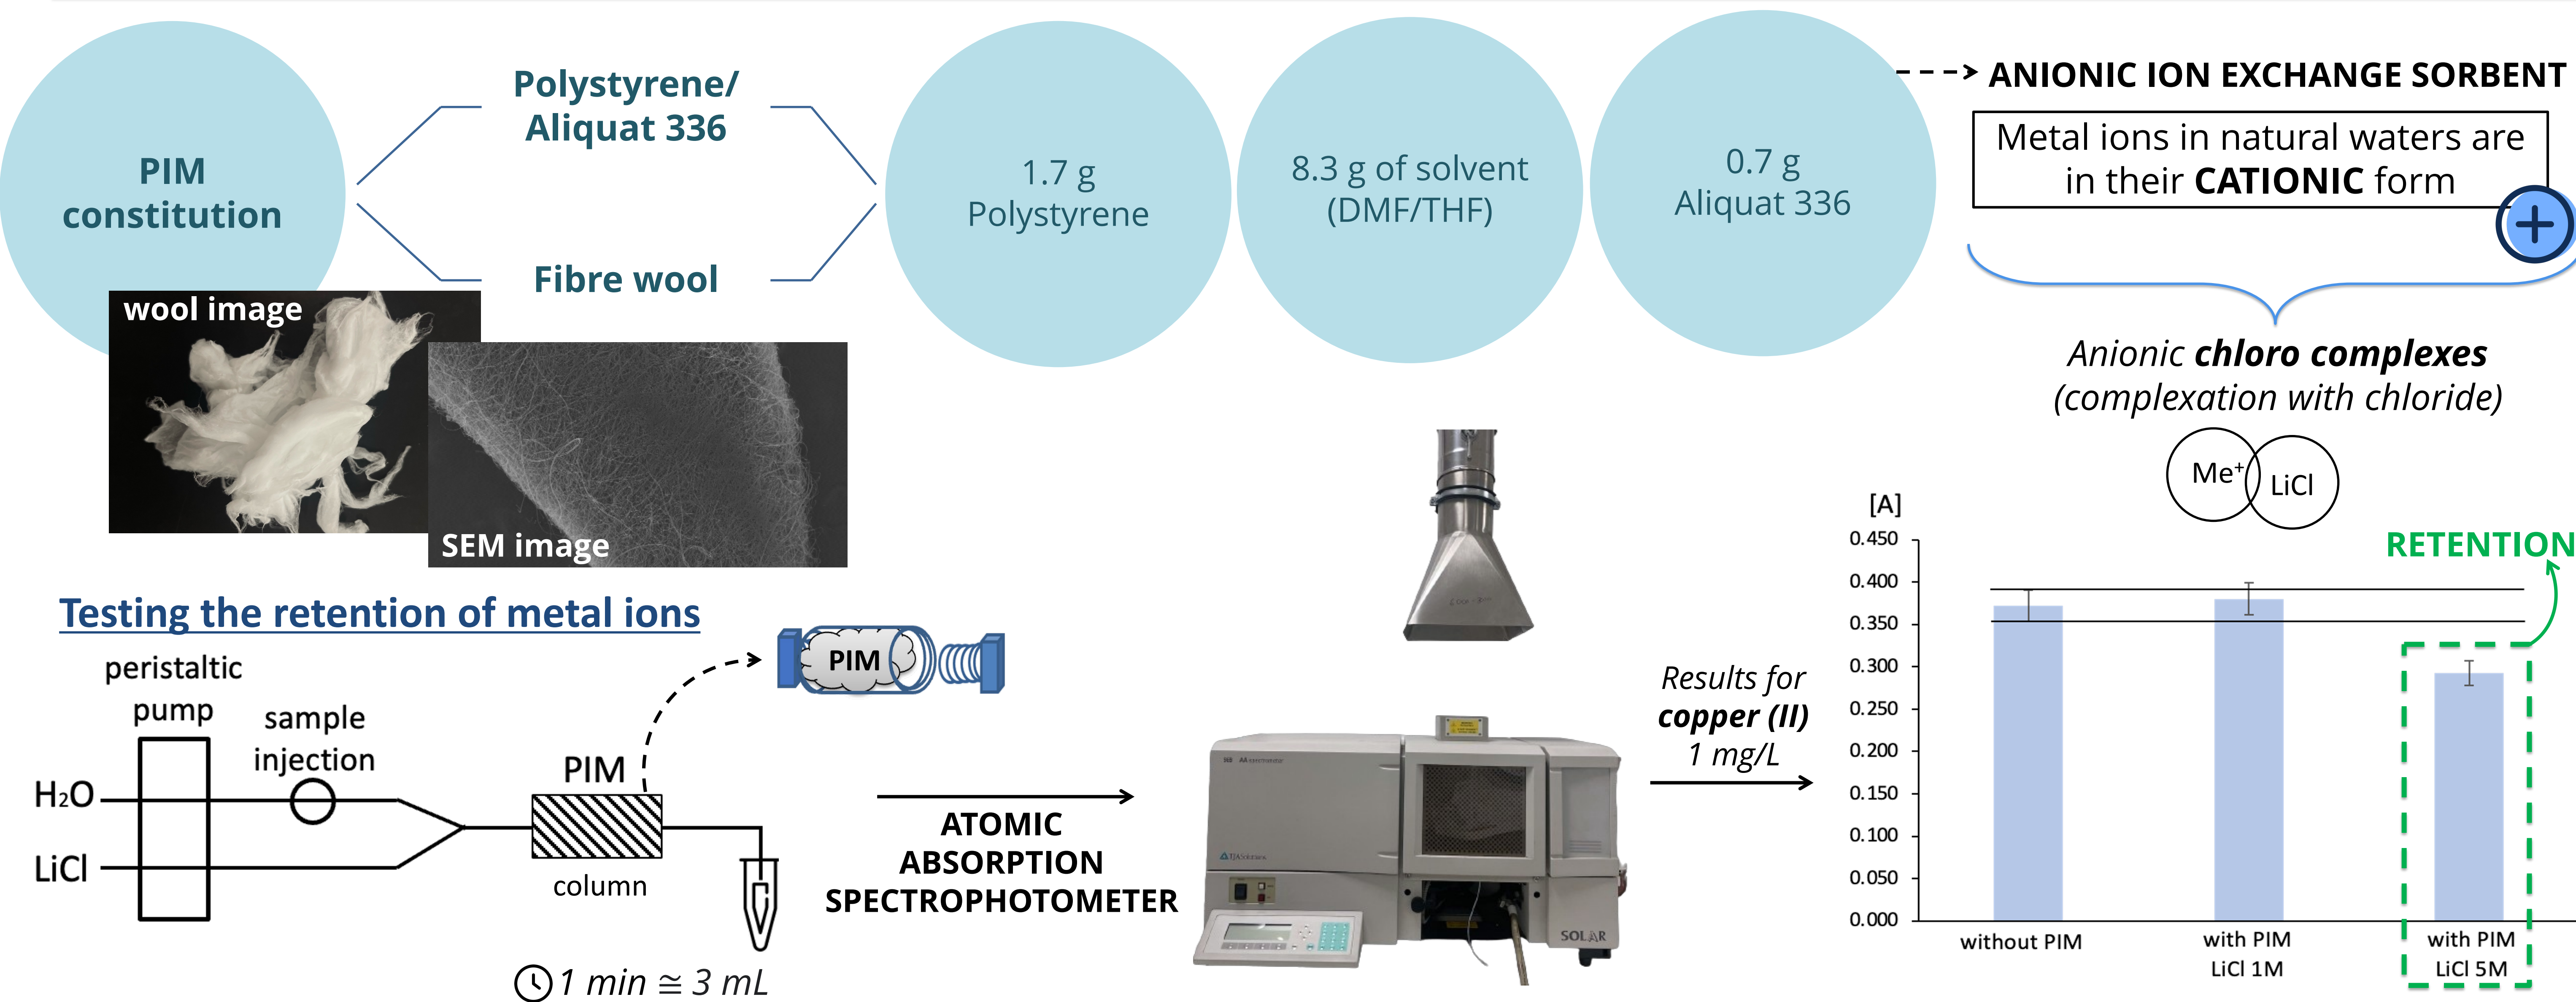 PIM
constitution
Polystyrene/
Aliquat 336
Fibre wool
1.7 g
Polystyrene
8.3 g of solvent
(DMF/THF)
0.7 g
Aliquat 336
ANIONIC ION EXCHANGE SORBENT
Metal ions in natural waters are
in their CATIONIC form
+
Anionic chloro complexes
(complexation with chloride)
Me⁺
LiCl
wool image
SEM image
Testing the retention of metal ions
peristaltic
pump
sample
injection
H₂O
LiCl
PIM
column
PIM
1 min ≅ 3 mL
ATOMIC
ABSORPTION
SPECTROPHOTOMETER
SOLAR
Results for
copper (II)
1 mg/L
[A]
0.450
0.400
0.350
0.300
0.250
0.200
0.150
0.100
0.050
0.000
RETENTION
without PIM
with PIM
LiCl 1M
with PIM
LiCl 5M